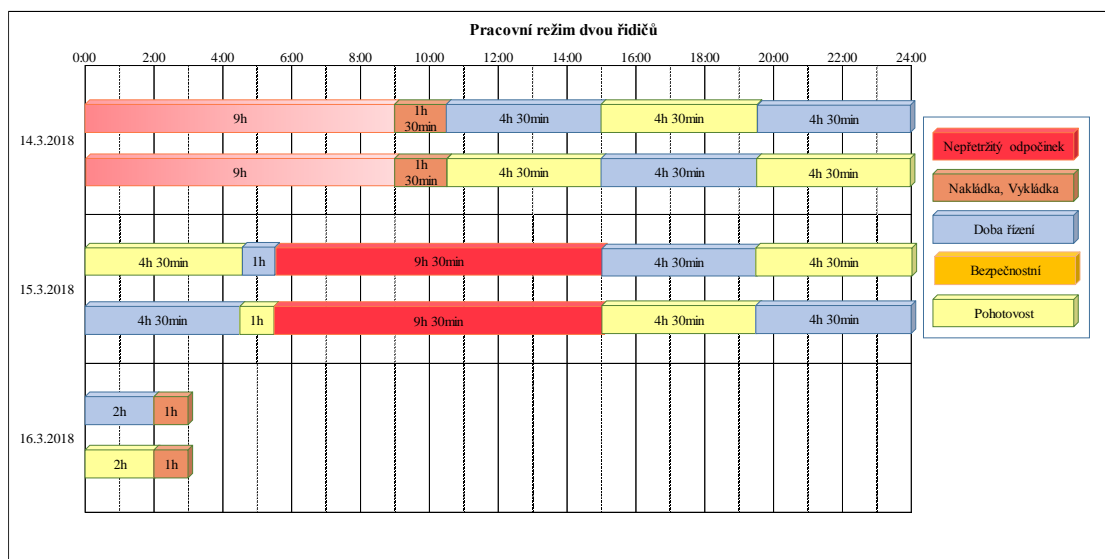 Pracovní režim dvou řidičů
0:00 2:00 4:00 6:00 8:00 10:00 12:00 14:00 16:00 18:00 20:00 22:00 24:00
14.3.2018
9h
1h
30min
4h 30min
4h 30min
4h 30min
9h
1h
30min
4h 30min
4h 30min
4h 30min
15.3.2018
4h 30min
1h
9h 30min
4h 30min
4h 30min
4h 30min
1h
9h 30min
4h 30min
4h 30min
16.3.2018
2h
1h
2h
1h
Nepřetržitý odpočinek
Nakládka, Vykládka
Doba řízení
Bezpečnostní
Pohotovost